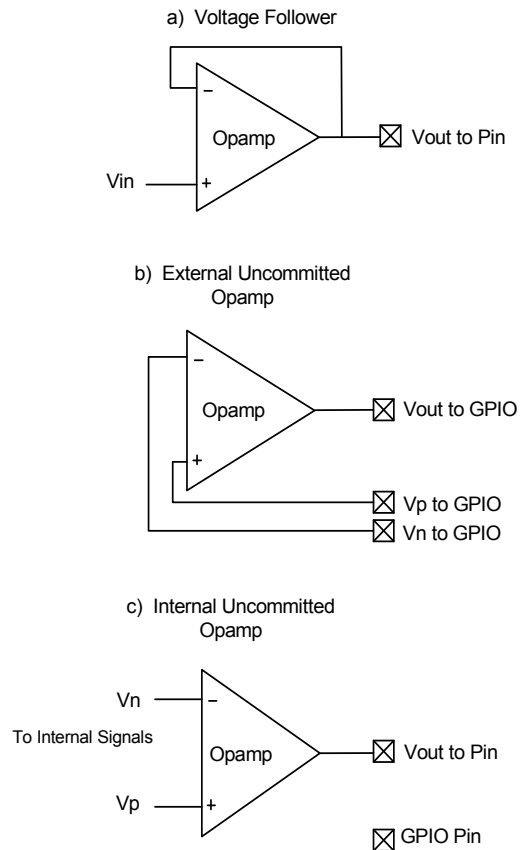 a) Voltage Follower
−
Opamp
Vout to Pin
Vin
+
b) External Uncommitted
Opamp
−
Opamp
Vout to GPIO
+
Vp to GPIO
Vn to GPIO
c) Internal Uncommitted
Opamp
Vn
−
To Internal Signals
Opamp
Vout to Pin
Vp
+
GPIO Pin